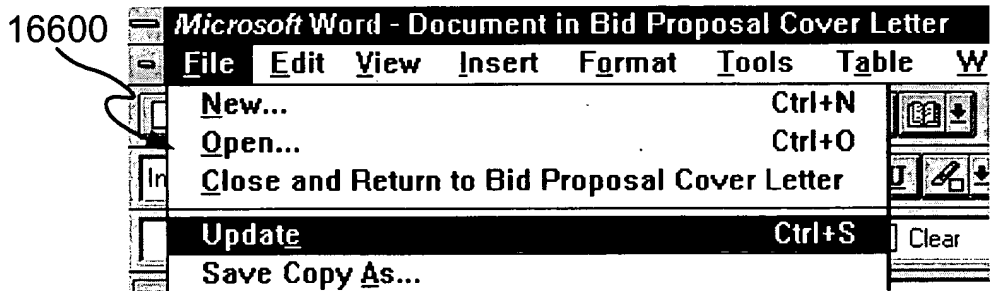 16600
Microsoft Word - Document in Bid Proposal Cover Letter
File Edit View Insert Format Tools Table W
New... Ctrl+N
Open... Ctrl+O
Close and Return to Bid Proposal Cover Letter
In U
Update Ctrl+S
Clear
Save Copy As...